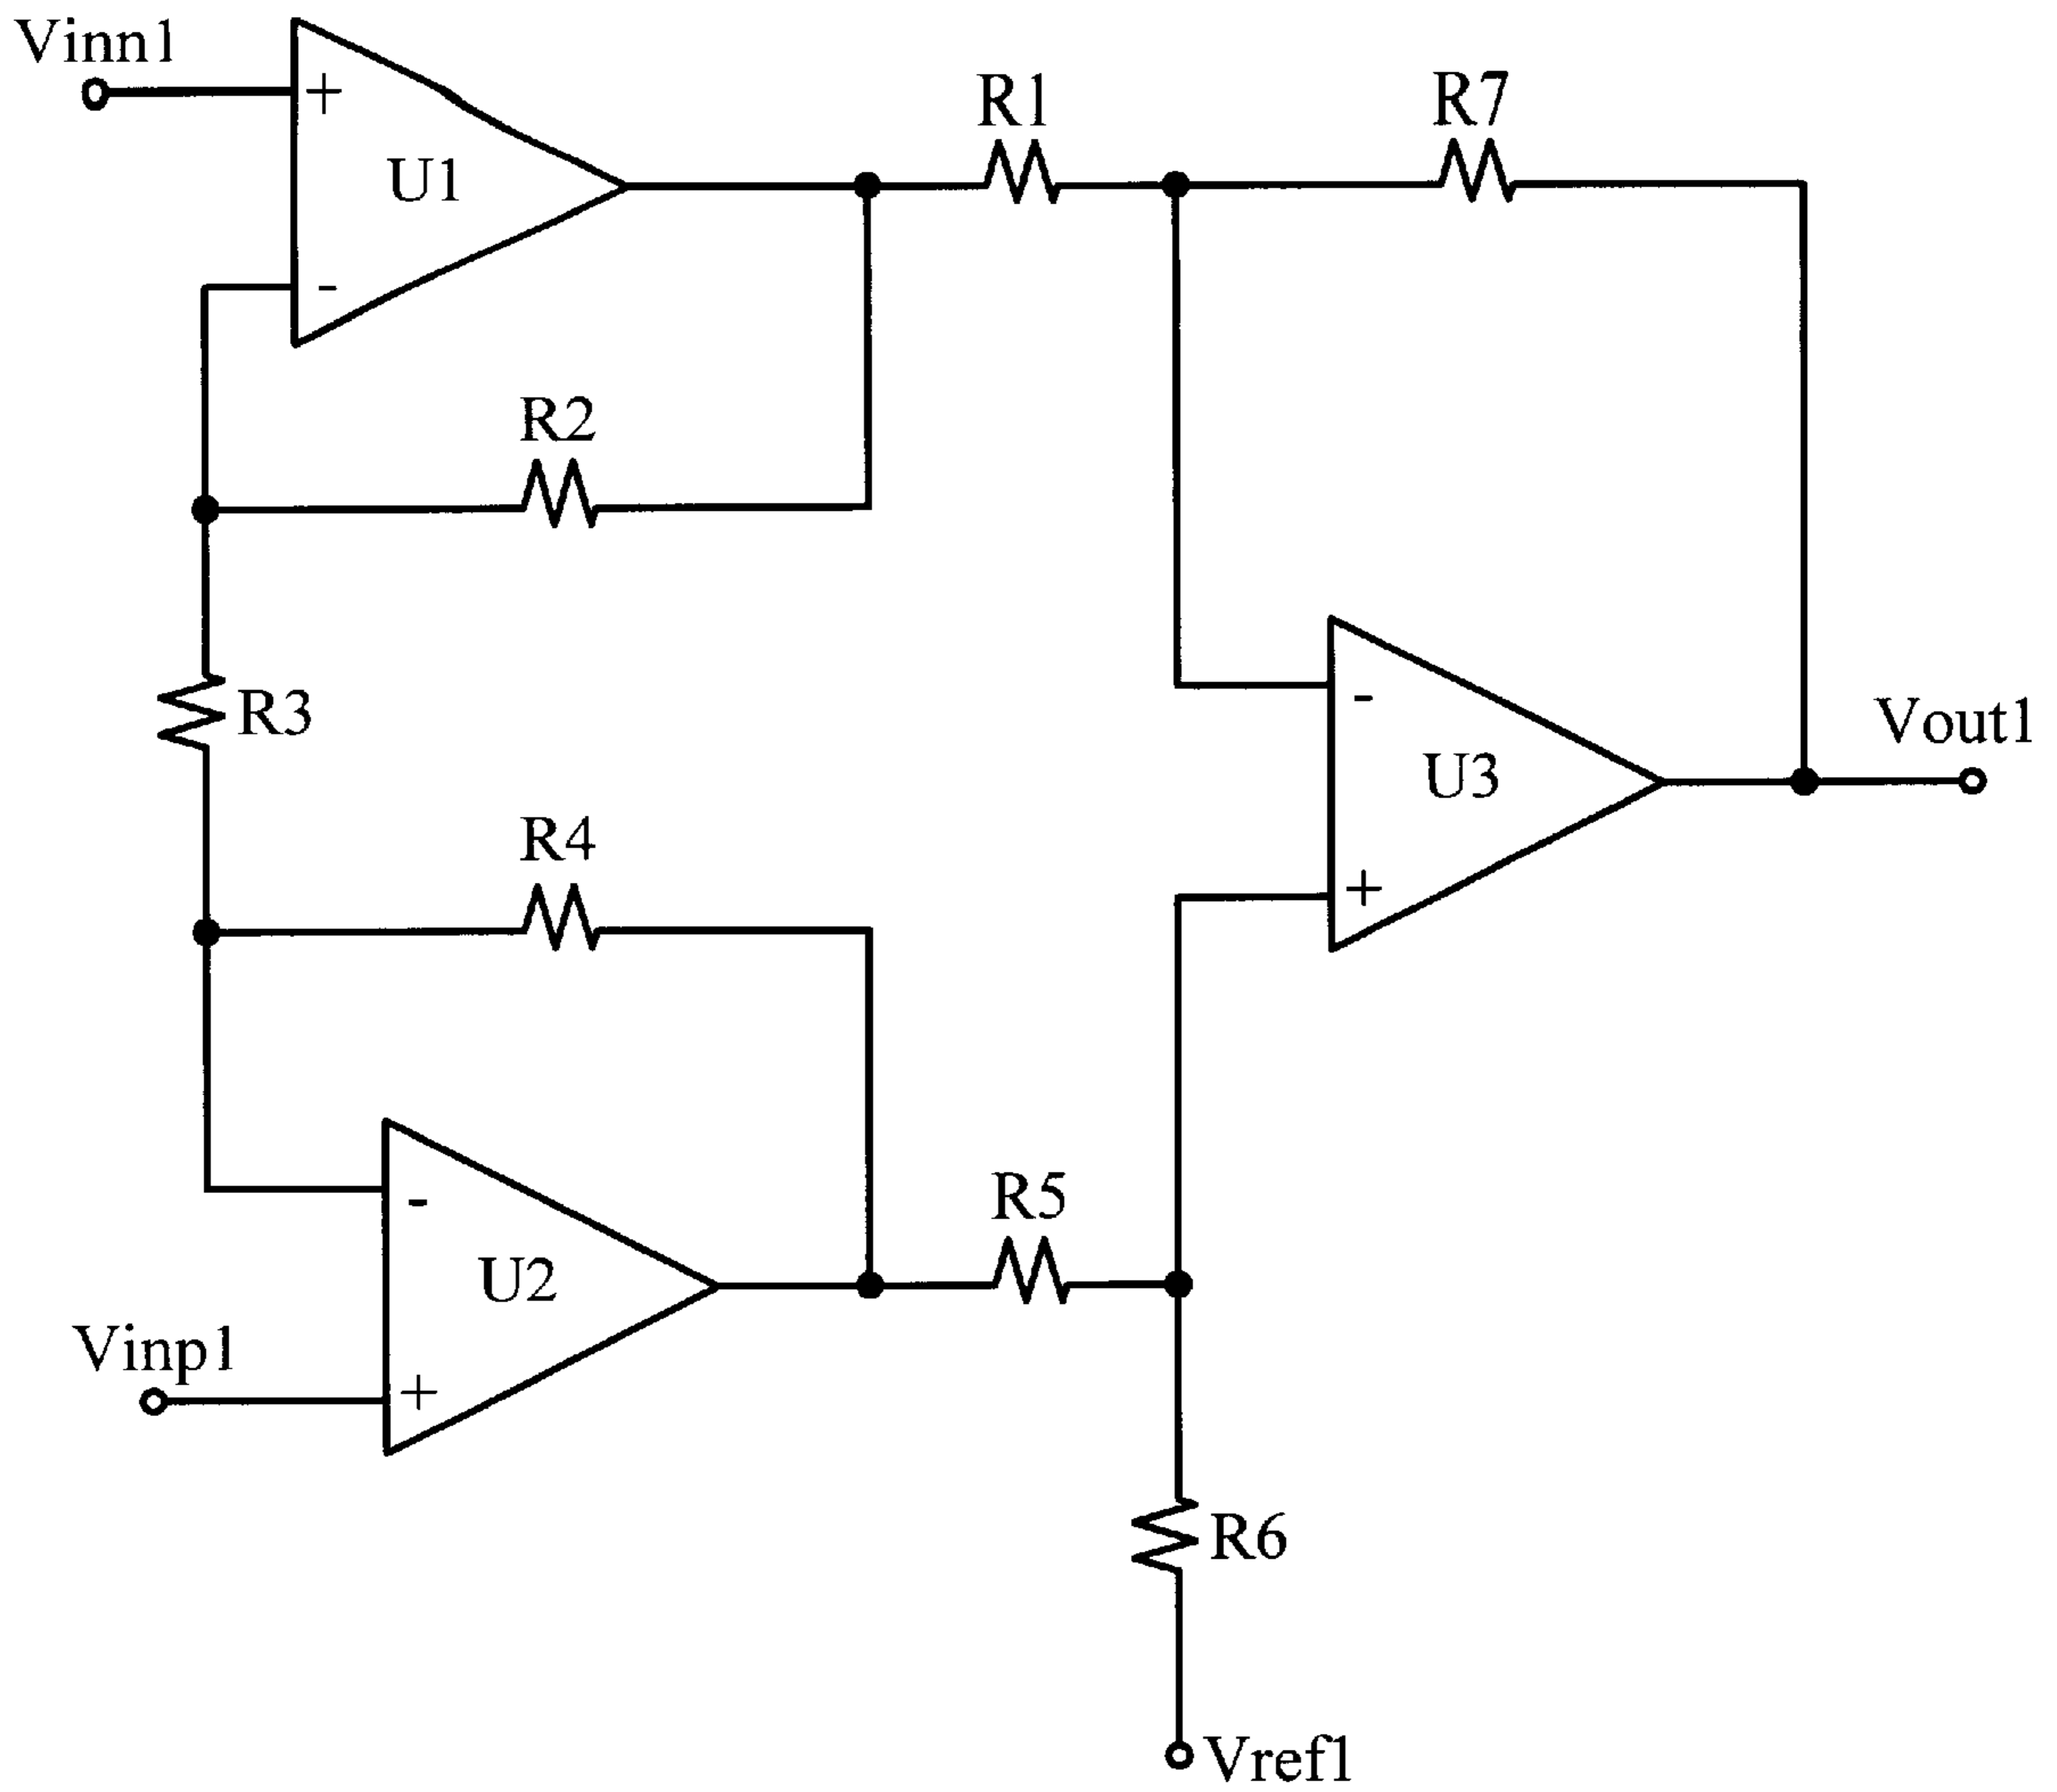 Vinn1
+
U1
-
R1
R7
R2
R3
-
U3
+
Vout1
R4
-
U2
+
Vinp1
R5
R6
Vref1